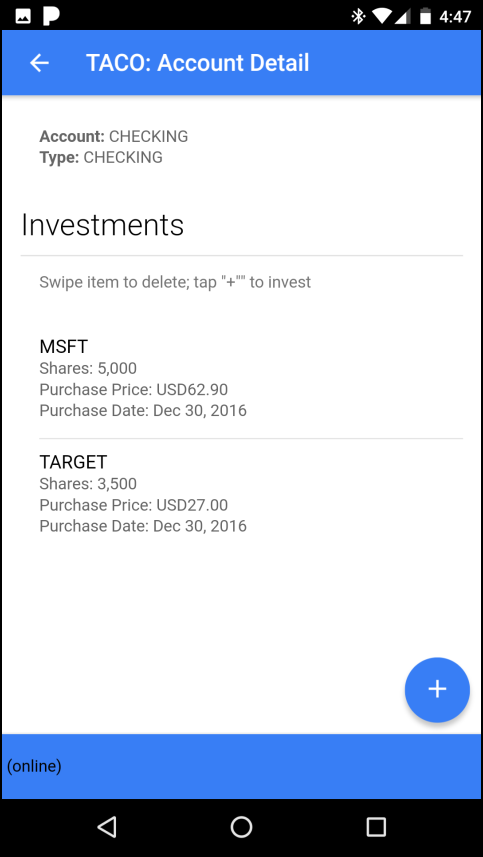 4:47
TACO: Account Detail
Account: CHECKING
Type: CHECKING
Investments
Swipe item to delete; tap "+"" to invest
MSFT
Shares: 5,000
Purchase Price: USD62.90
Purchase Date: Dec 30, 2016
TARGET
Shares: 3,500
Purchase Price: USD27.00
Purchase Date: Dec 30, 2016
+
(online)